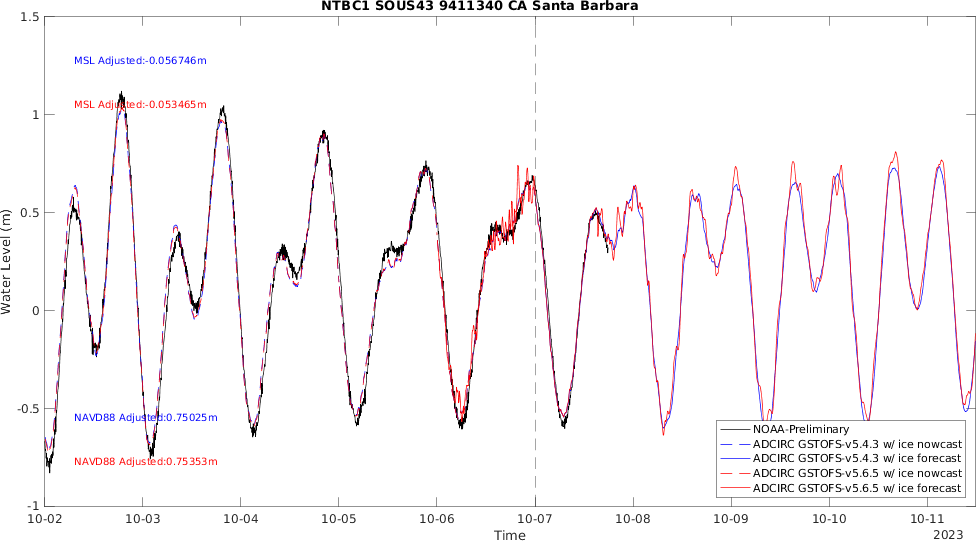 NTBC1 SOUS43 9411340 CA Santa Barbara
1.5
1
0.5
0
-0.5
-1
Water Level (m)
MSL Adjusted:-0.056746m
MSL Adjusted:-0.053465m
NAVD88 Adjusted:0.75025m
NAVD88 Adjusted:0.75353m
NOAA-Preliminary
ADCIRC GSTOFS-v5.4.3 w/ ice nowcast
ADCIRC GSTOFS-v5.4.3 w/ ice forecast
ADCIRC GSTOFS-v5.6.5 w/ ice nowcast
ADCIRC GSTOFS-v5.6.5 w/ ice forecast
10-02 10-03 10-04 10-05 10-06 10-07 10-08 10-09 10-10 10-11
Time
2023